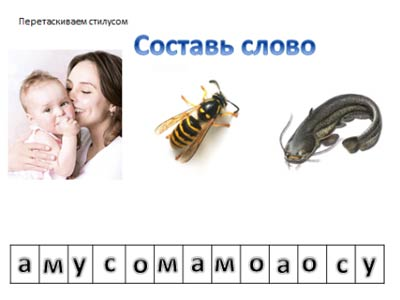 Перетаскиваем стилусом
Составь слово
а м у с о м а м о а о с у